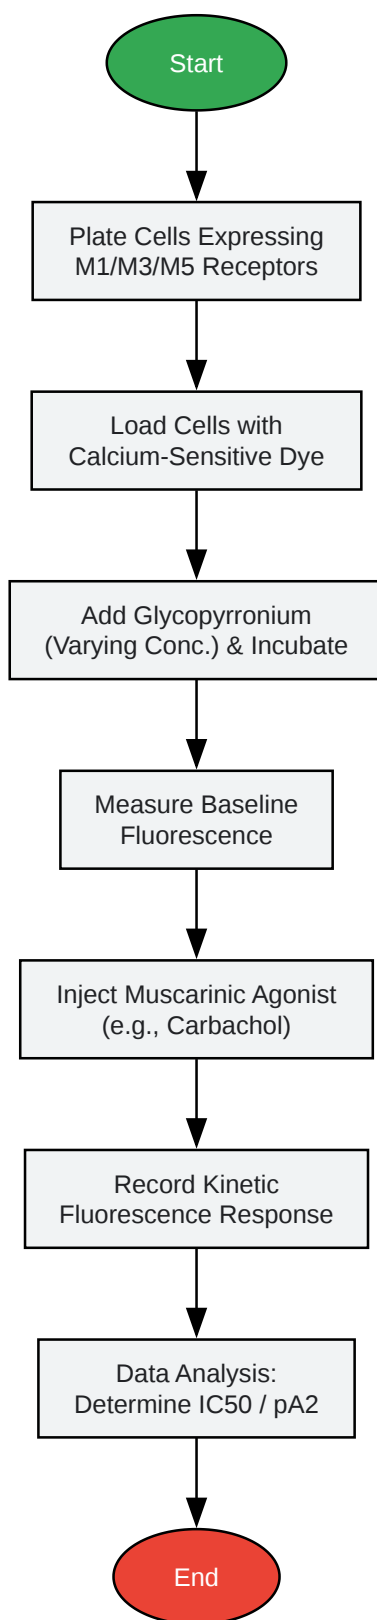 Start
Plate Cells Expressing
M1/M3/M5 Receptors
Load Cells with
Calcium-Sensitive Dye
Add Glycopyrronium
(Varying Conc.) & Incubate
Measure Baseline
Fluorescence
Inject Muscarinic Agonist
(e.g., Carbachol)
Record Kinetic
Fluorescence Response
Data Analysis:
Determine IC50 / pA2
End